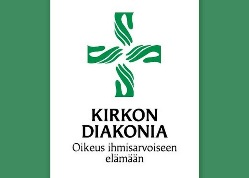 KIRKON
DIAKONIA
Oikeus ihmisarvoiseen
elämään